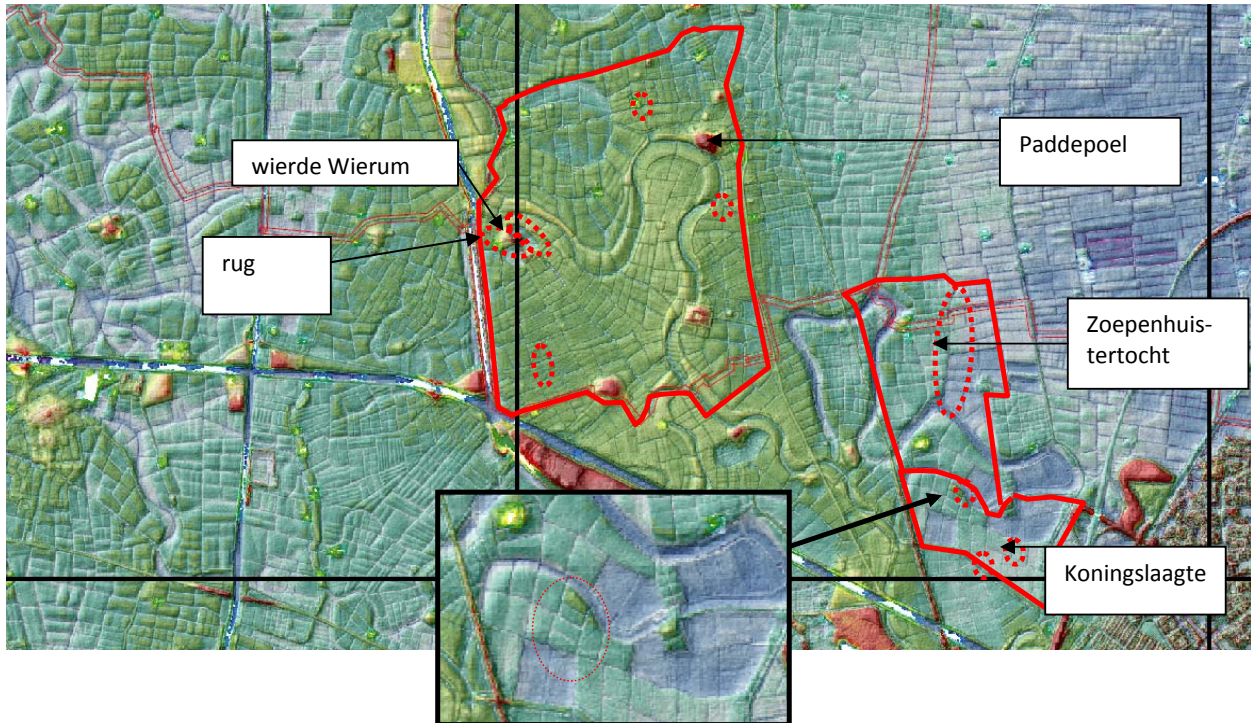 wierde Wierum
Paddepoel
rug
Zoepenhuis-
tertocht
Koningslaagte